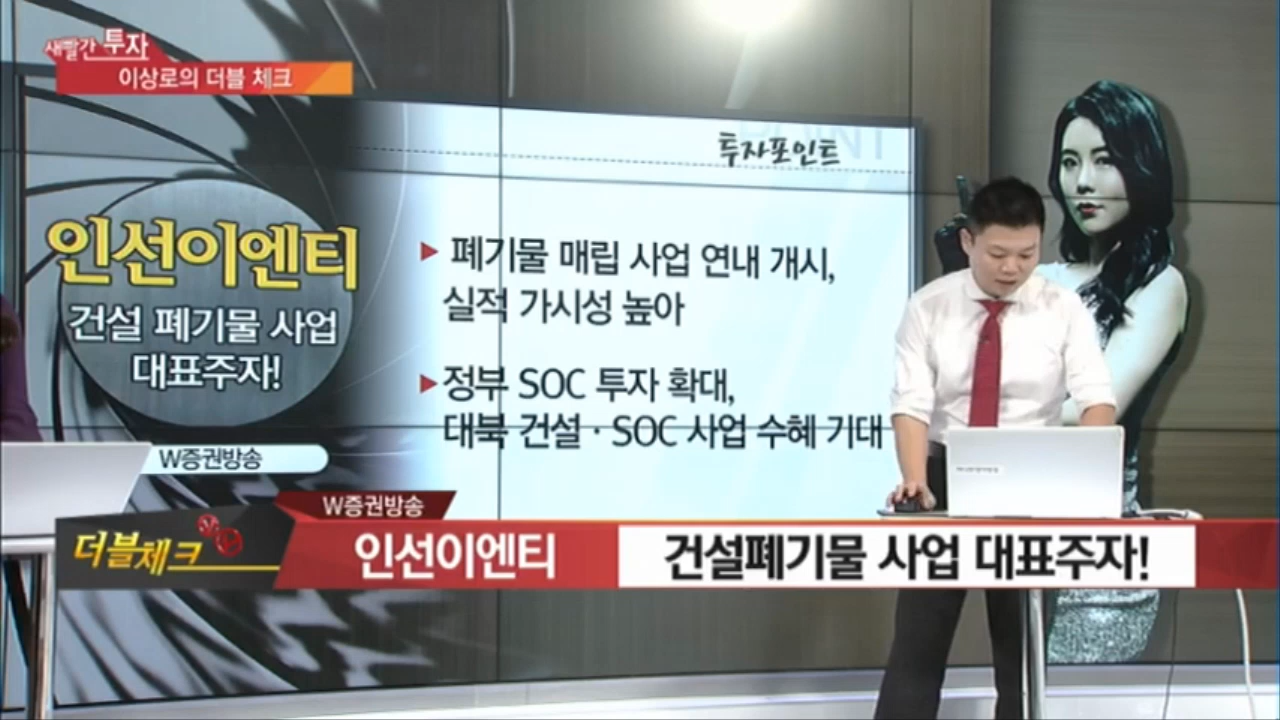 새빨간 투자
이상로의 더블 체크
POINT
투자포인트
인선이엔티
건설 폐기물 사업
대표주자!
▶ 폐기물 매립 사업 연내 개시,
실적 가시성 높아
▶ 정부 SOC 투자 확대,
대북 건설·SOC 사업 수혜 기대
W증권방송
W증권방송
더블체크
인선이엔티
건설폐기물 사업 대표주자!